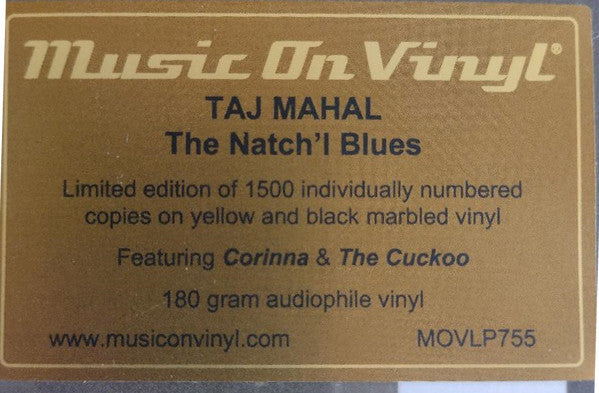 Music On Vinyl®
TAJ MAHAL
The Natch'l Blues
Limited edition of 1500 individually numbered
copies on yellow and black marbled vinyl
Featuring Corinna & The Cuckoo
180 gram audiophile vinyl
www.musiconvinyl.com MOVLP755